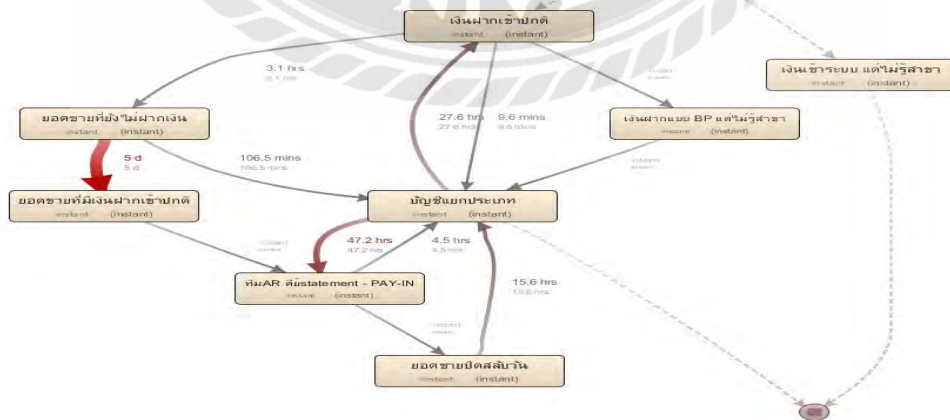 เงินฝากเข้าปกติ
instant (instant)
เงินเข้าระบบ แต่ไม่รู้สาขา
instant (instant)
3.1 hrs
3.1 hrs
ยอดขายที่ยังไม่ฝากเงิน
instant (instant)
27.6 hrs 9.6 mins
27.6 hrs 9.6 mins
เงินฝากแบบ BP แต่ไม่รู้สาขา
instant (instant)
5 d
5 d
106.5 mins
106.5 mins
ยอดขายที่มีเงินฝากเข้าปกติ
instant (instant)
บัญชีแยกประเภท
instant (instant)
47.2 hrs 4.5 hrs
47.2 hrs 4.5 hrs
ทีมAR คีย์statement - PAY-IN
instant (instant)
15.6 hrs
15.6 hrs
ยอดขายปิดสลับวัน
instant (instant)